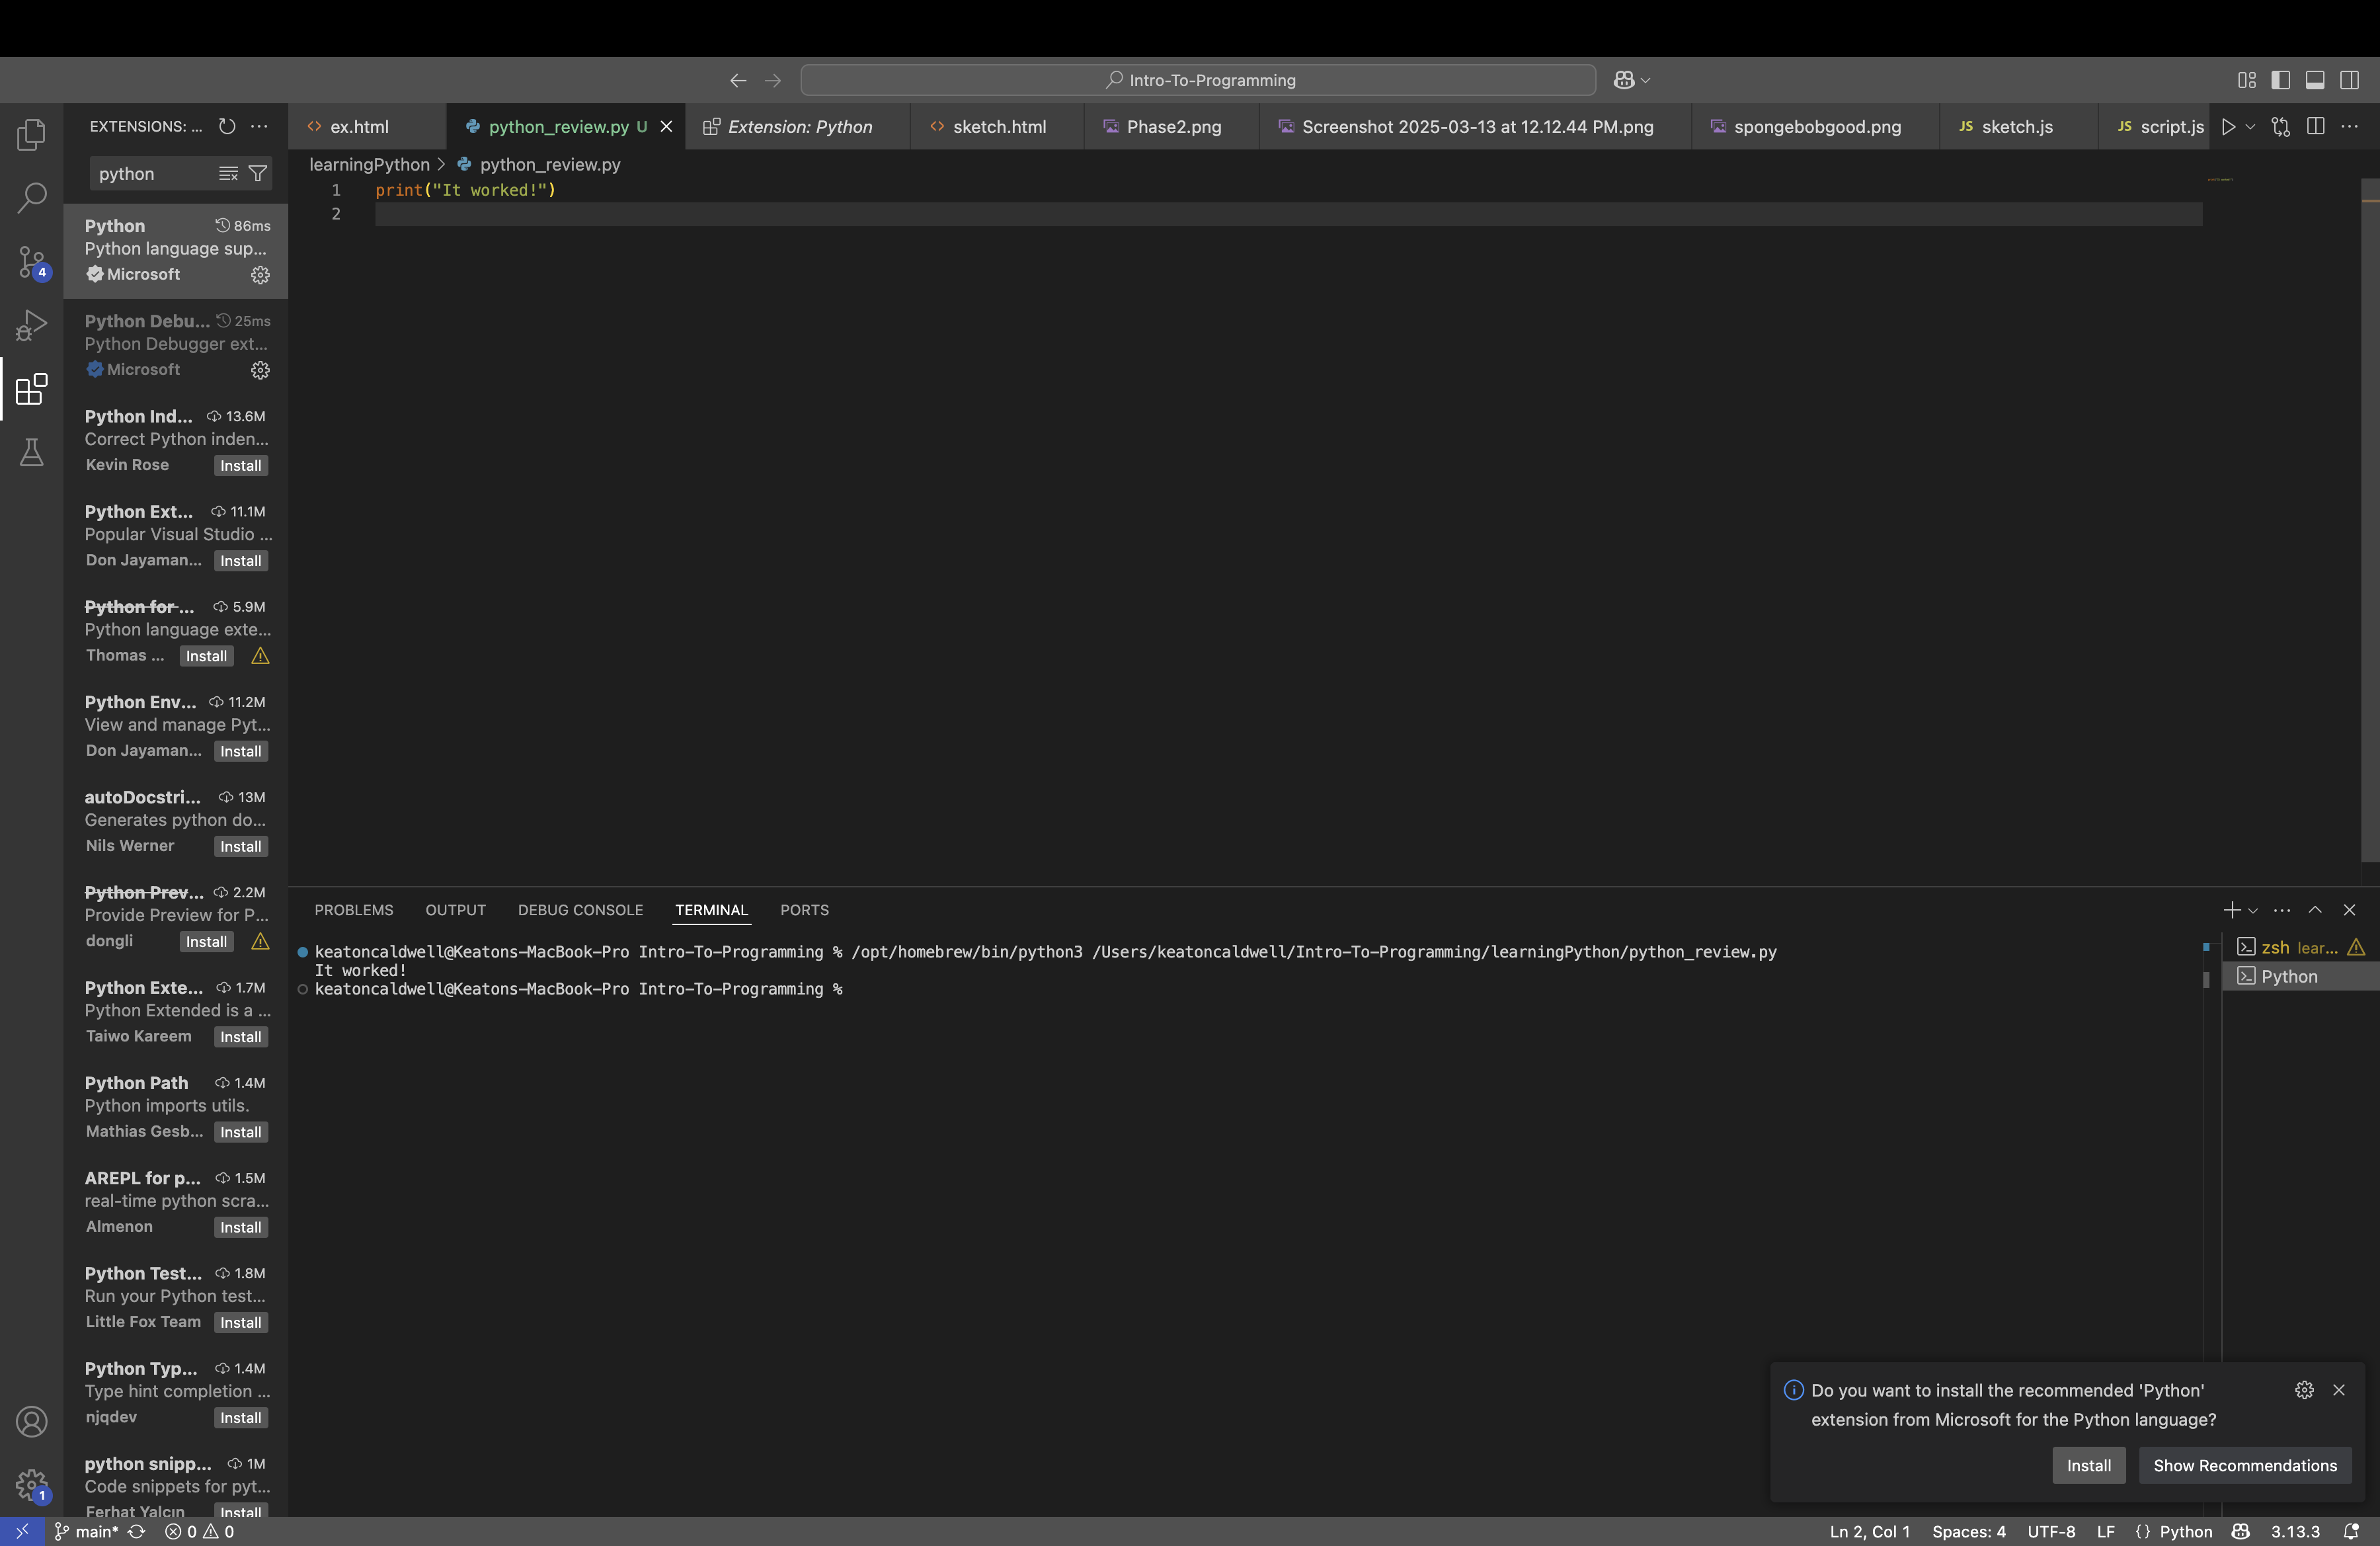 Intro-To-Programming
EXTENSIONS: ...
python
Python 86ms
Python language sup...
Microsoft
Python Debu... 25ms
Python Debugger ext...
Microsoft
Python Ind... 13.6M
Correct Python inden...
Kevin Rose Install
Python Ext... 11.1M
Popular Visual Studio ...
Don Jayaman... Install
Python for ... 5.9M
Python language exte...
Thomas ... Install
Python Env... 11.2M
View and manage Pyt...
Don Jayaman... Install
autoDocstri... 13M
Generates python do...
Nils Werner Install
Python Prev... 2.2M
Provide Preview for P...
dongli Install
Python Exte... 1.7M
Python Extended is a ...
Taiwo Kareem Install
Python Path 1.4M
Python imports utils.
Mathias Gesb... Install
AREPL for p... 1.5M
real-time python scra...
Almenon Install
Python Test... 1.8M
Run your Python test...
Little Fox Team Install
Python Typ... 1.4M
Type hint completion ...
njqdev Install
python snipp... 1M
Code snippets for pyt...
Ferhat Yalçın Install
4
1
ex.html python_review.py U Extension: Python sketch.html Phase2.png Screenshot 2025-03-13 at 12.12.44 PM.png spongebobgood.png JS sketch.js JS script.js
learningPython > python_review.py
1 print("It worked!")
2
PROBLEMS OUTPUT DEBUG CONSOLE TERMINAL PORTS
keatoncaldwell@Keatons-MacBook-Pro Intro-To-Programming % /opt/homebrew/bin/python3 /Users/keatoncaldwell/Intro-To-Programming/learningPython/python_review.py
It worked!
keatoncaldwell@Keatons-MacBook-Pro Intro-To-Programming %
zsh lear...
Python
Do you want to install the recommended 'Python'
extension from Microsoft for the Python language?
Install Show Recommendations
main* 0 0 Ln 2, Col 1 Spaces: 4 UTF-8 LF {} Python 3.13.3